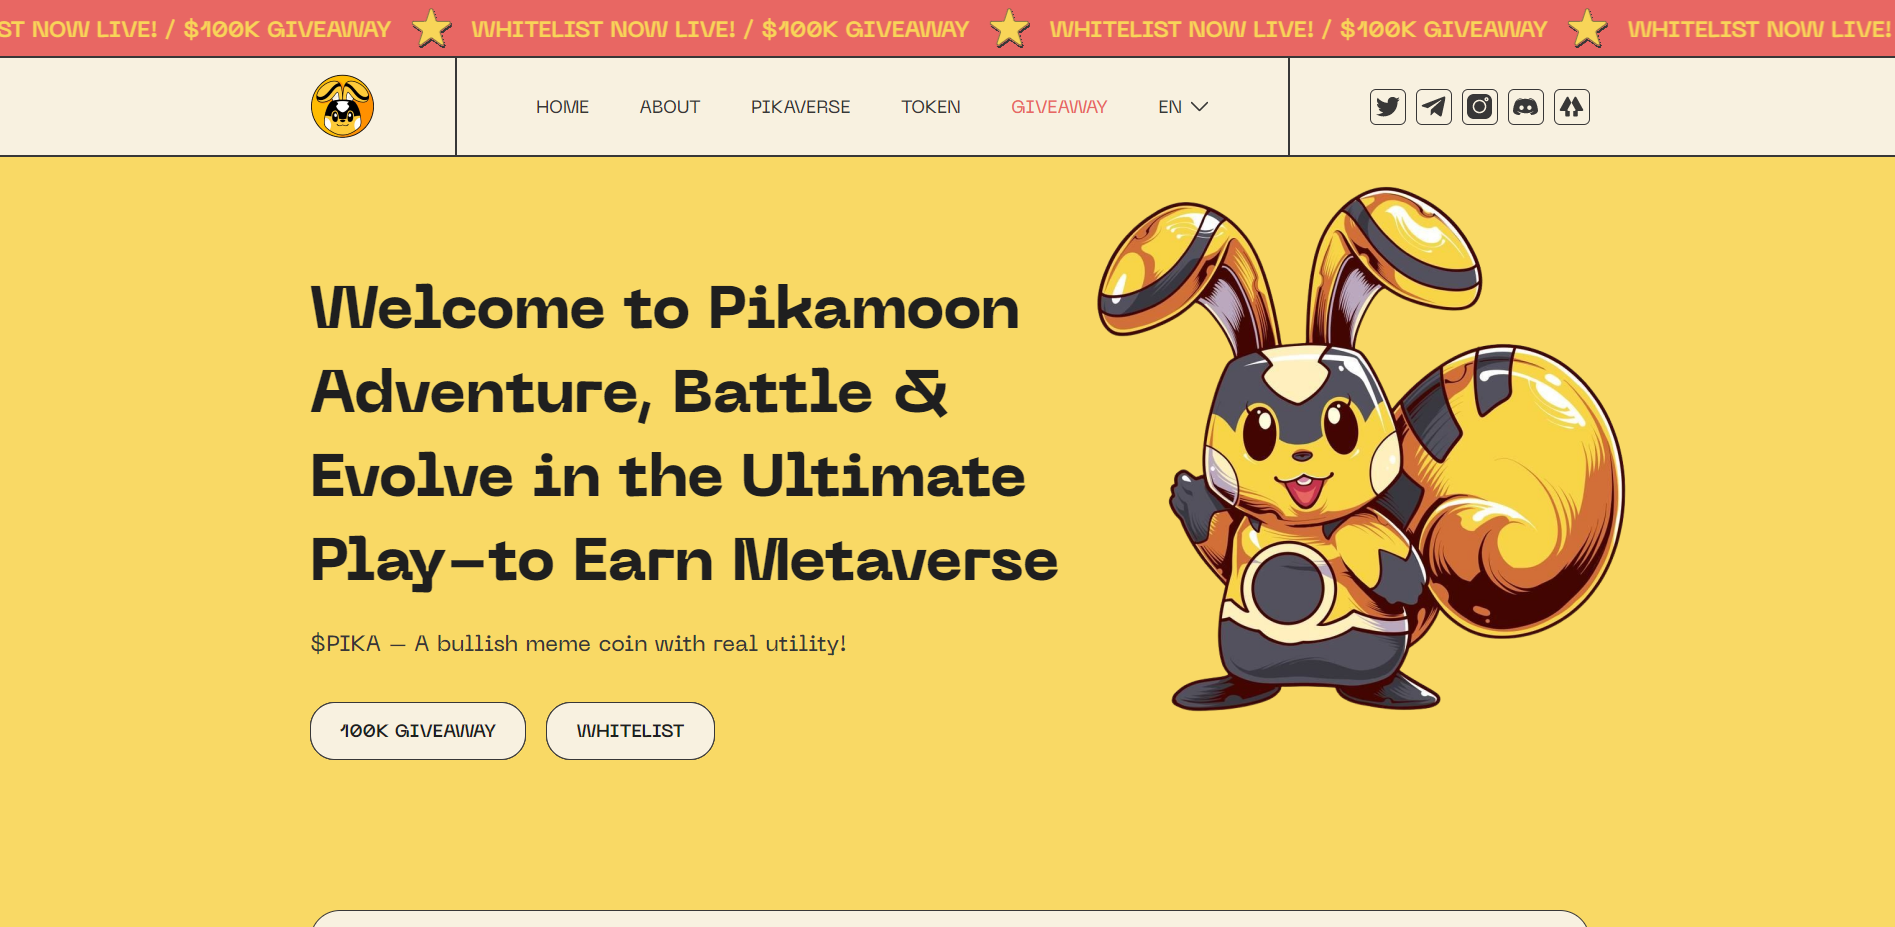 ST NOW LIVE! / $100K GIVEAWAY WHITELIST NOW LIVE! / $100K GIVEAWAY WHITELIST NOW LIVE! / $100K GIVEAWAY WHITELIST NOW LIVE!
HOME ABOUT PIKAVERSE TOKEN GIVEAWAY EN
Welcome to Pikamoon
Adventure, Battle &
Evolve in the Ultimate
Play-to Earn Metaverse
$PIKA – A bullish meme coin with real utility!
100K GIVEAWAY WHITELIST